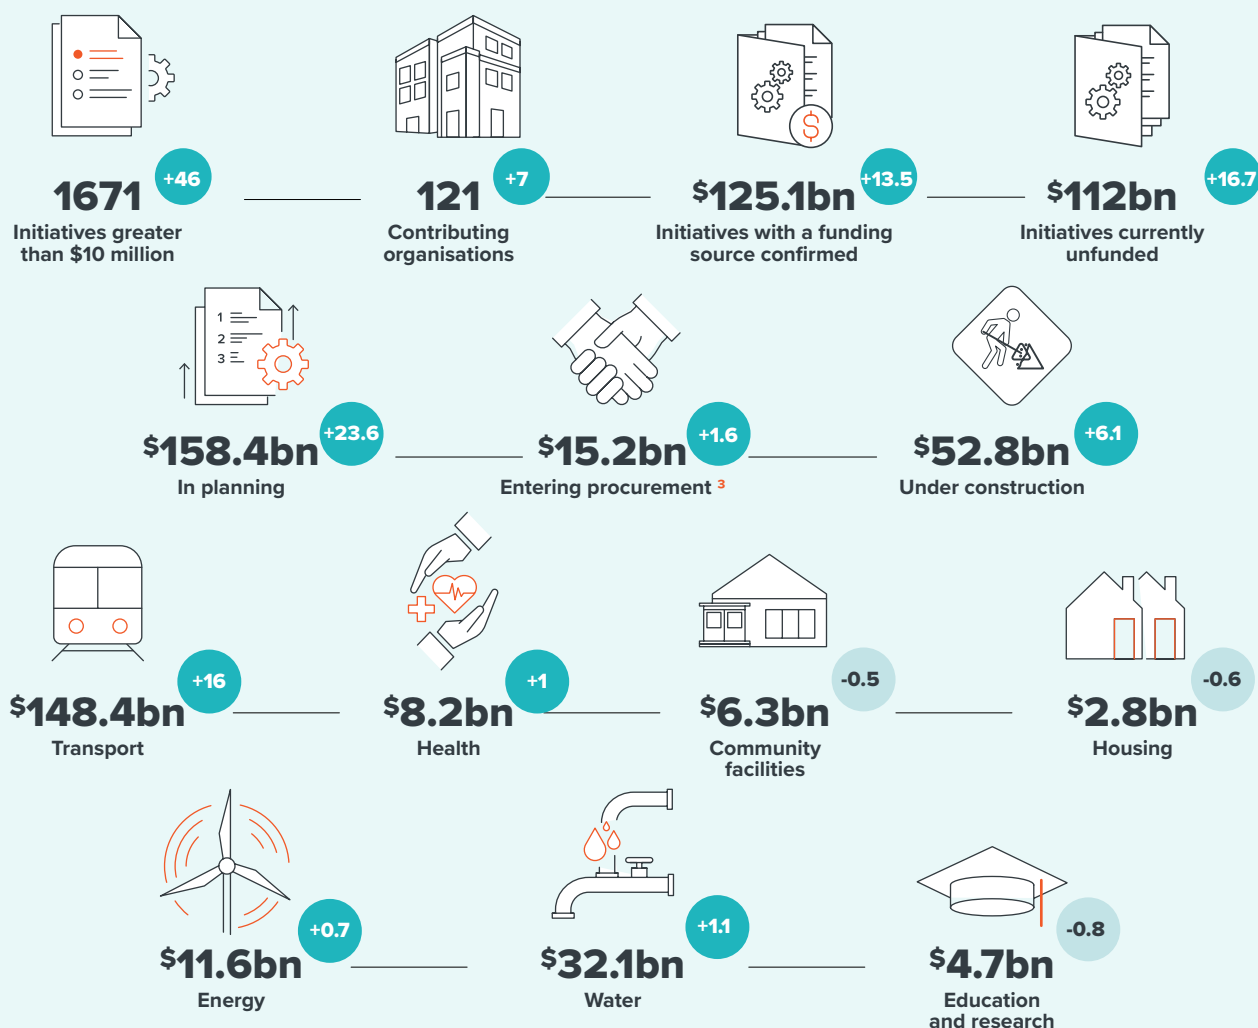 1671
+46
Initiatives greater
than $10 million
121
+7
Contributing
organisations
$
$125.1bn
+13.5
Initiatives with a funding
source confirmed
$112bn
+16.7
Initiatives currently
unfunded
1
2
3
$158.4bn
+23.6
In planning
$15.2bn
+1.6
Entering procurement 3
$52.8bn
+6.1
Under construction
$148.4bn
+16
Transport
$8.2bn
+1
Health
$6.3bn
-0.5
Community
facilities
$2.8bn
-0.6
Housing
$11.6bn
+0.7
Energy
$32.1bn
+1.1
Water
$4.7bn
-0.8
Education
and research